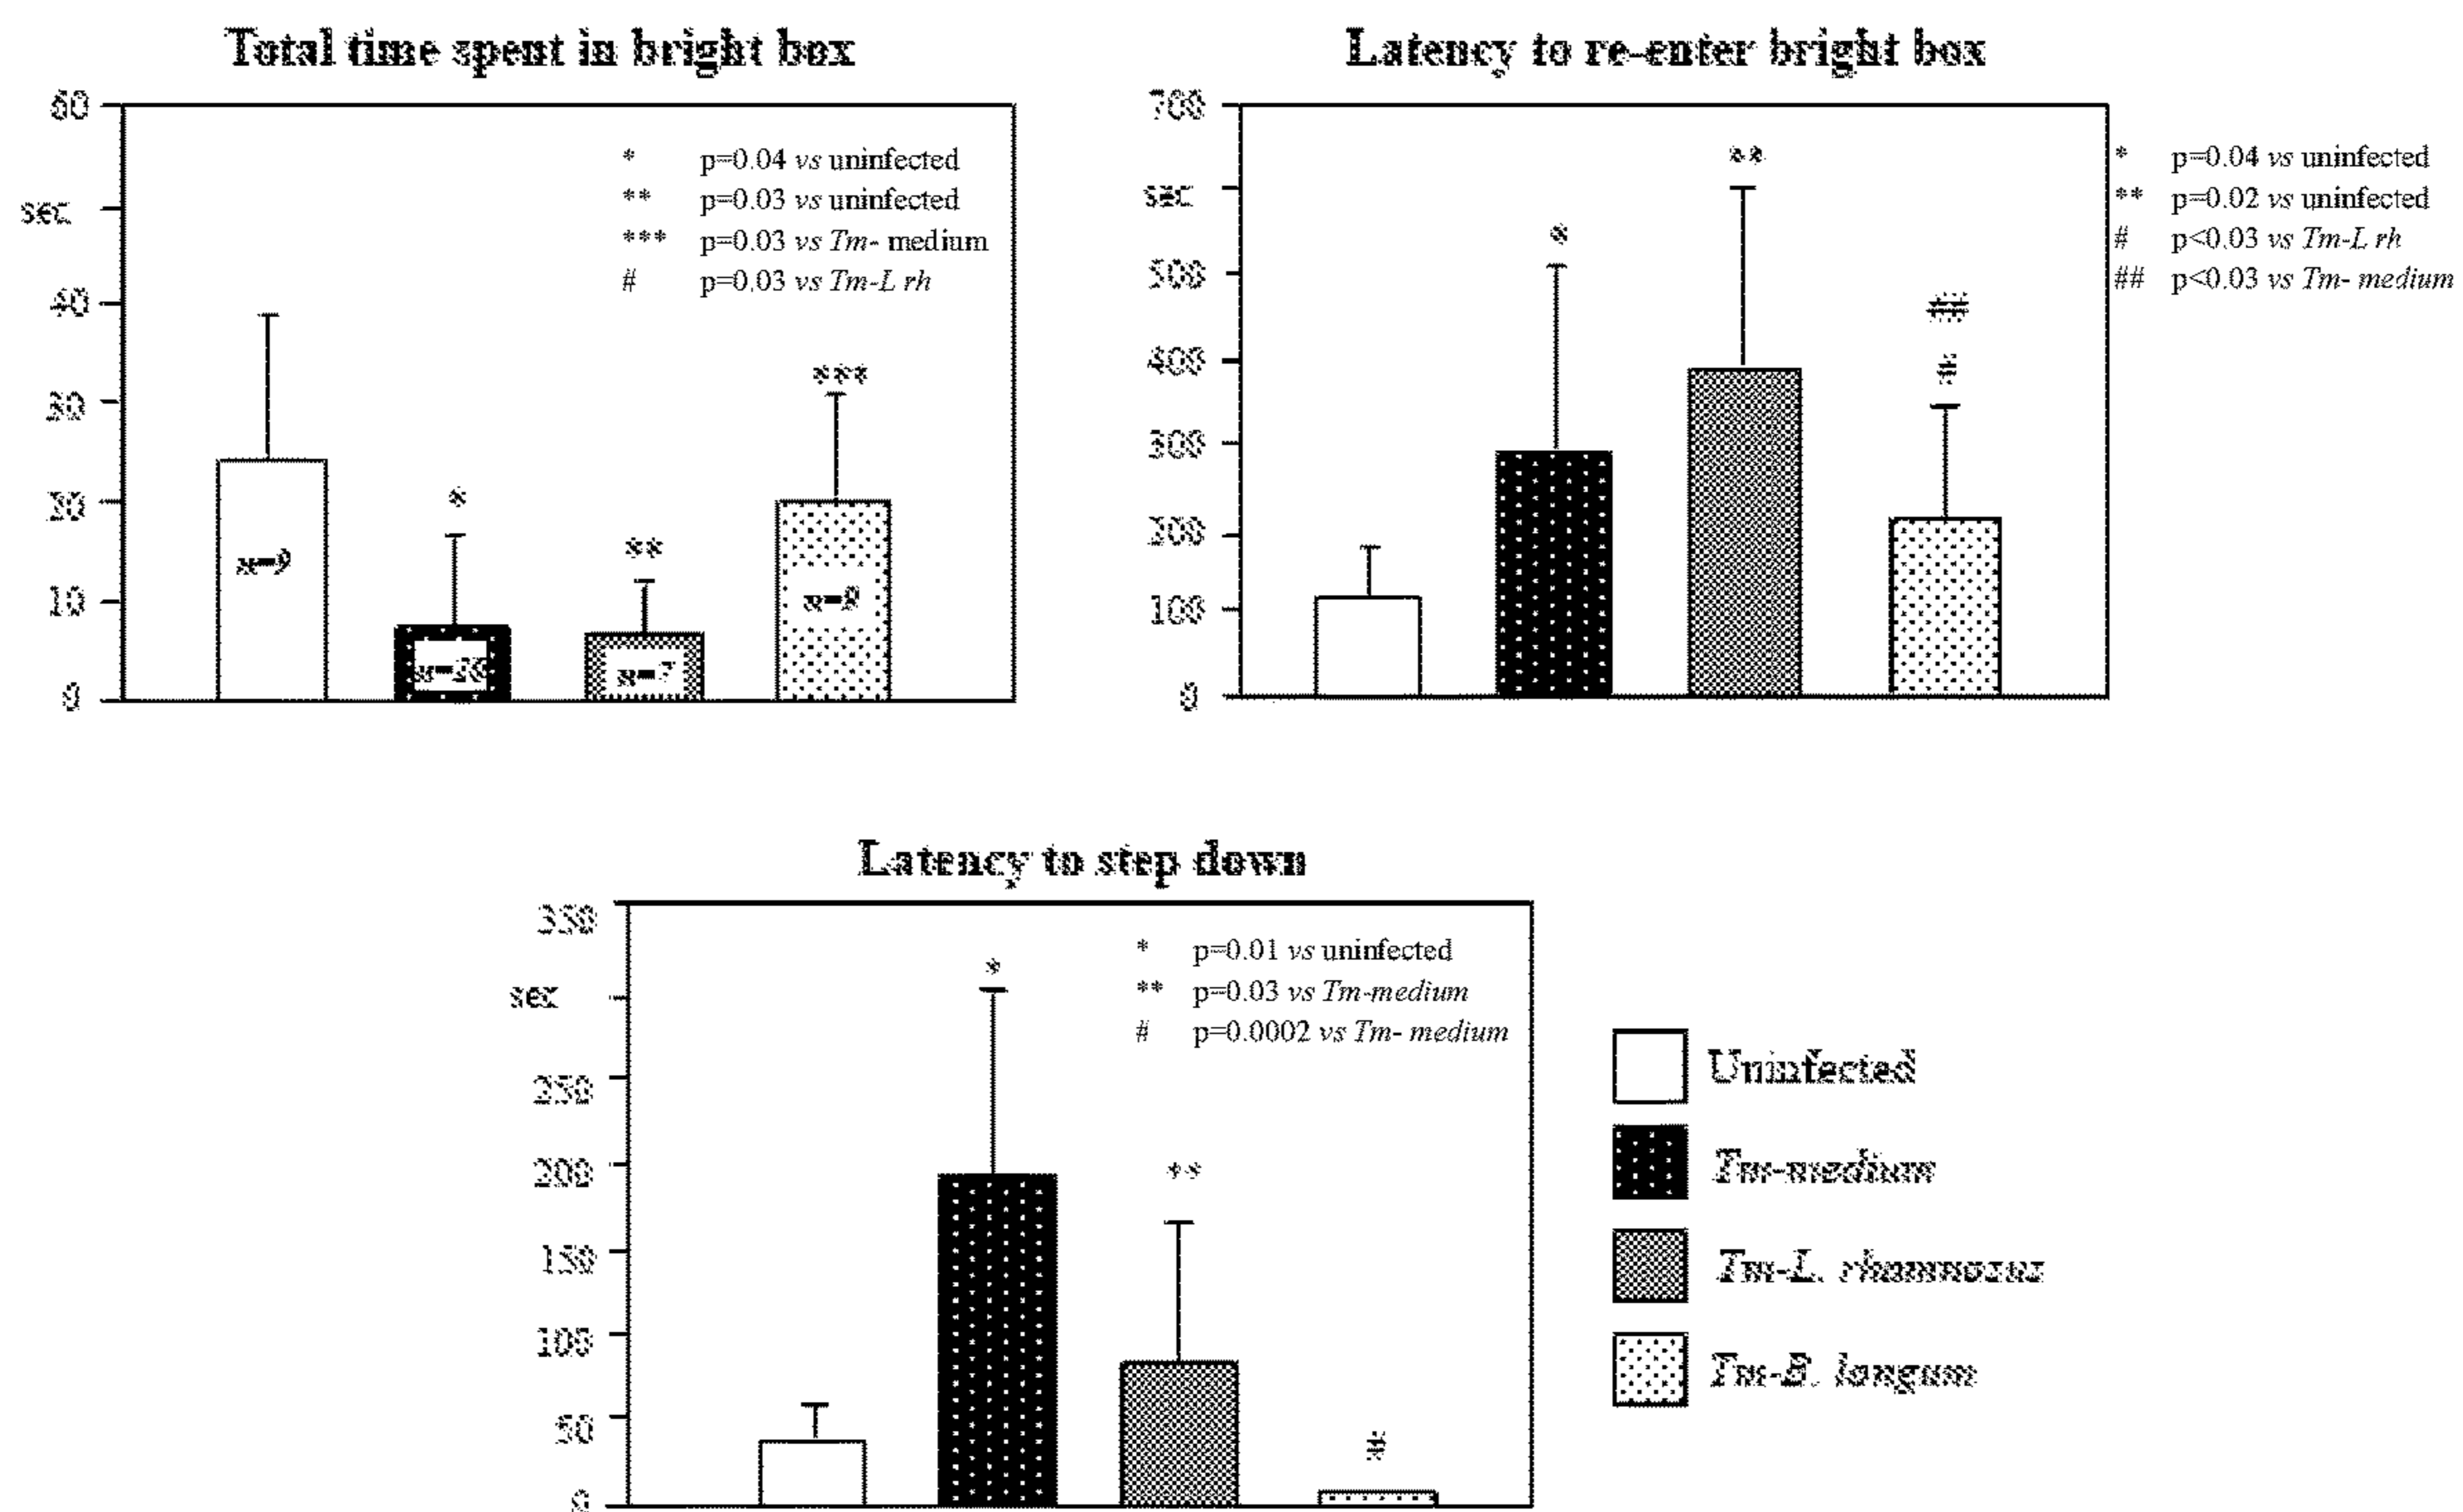 Total time spent in bright box
60
sec
40
30
20
10
0
* p=0.04 vs uninfected
** p=0.03 vs uninfected
*** p=0.03 vs Tm- medium
# p=0.03 vs Tm-L rh
*
**
***
n=9
n=7
Latency to re-enter bright box
700
sec
500
400
300
200
100
0
* p=0.04 vs uninfected
** p=0.02 vs uninfected
# p<0.03 vs Tm-L rh
## p<0.03 vs Tm- medium
*
**
##
#
Latency to step down
350
sec
250
200
150
100
50
0
* p=0.01 vs uninfected
** p=0.03 vs Tm-medium
# p=0.0002 vs Tm- medium
*
**
#
Uninfected
Tm-medium
Tm-L. rhamnosus
Tm-B. longum